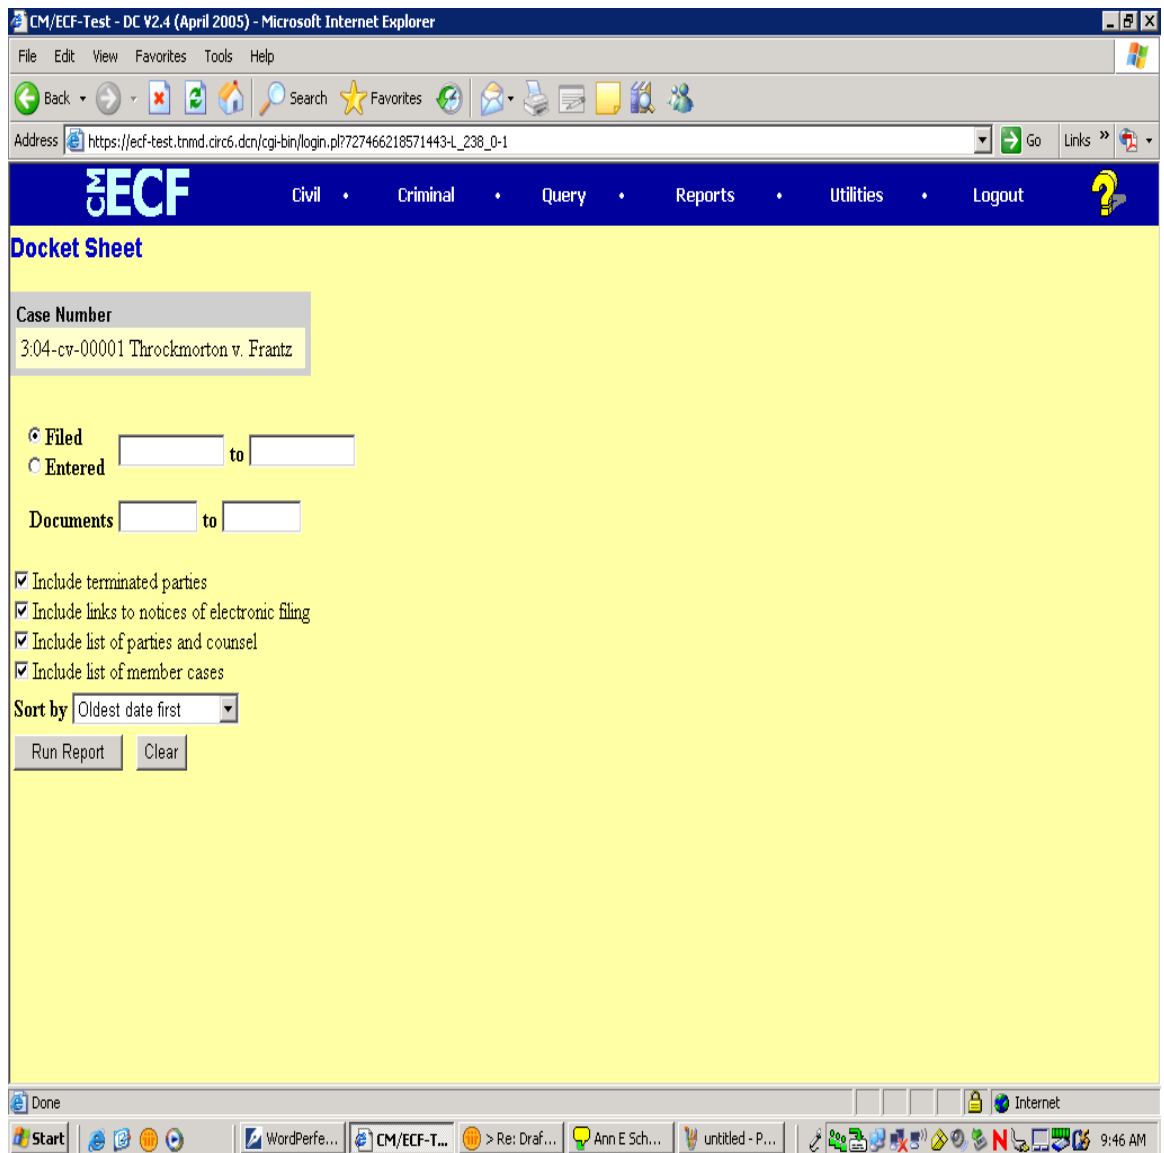 CM/ECF-Test - DC V2.4 (April 2005) - Microsoft Internet Explorer
File Edit View Favorites Tools Help
Back Search Favorites
Address https://ecf-test.tnmd.circ6.dcn/cgi-bin/login.pl?727466218571443-L_238_0-1 Go Links »
CM ECF Civil • Criminal • Query • Reports • Utilities • Logout ?
Docket Sheet
Case Number
3:04-cv-00001 Throckmorton v. Frantz
Filed
Entered to
Documents to
Include terminated parties
Include links to notices of electronic filing
Include list of parties and counsel
Include list of member cases
Sort by Oldest date first
Run Report Clear
Done Internet
Start WordPerfe... CM/ECF-T... > Re: Draf... Ann E Sch... untitled - P... 9:46 AM